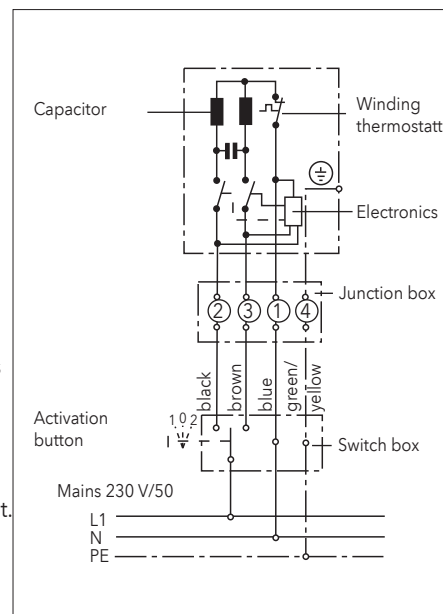 Capacitor
Winding
thermostatt
Electronics
Junction box
2 3 1 4
black
brown
blue
green/
yellow
Activation
button
1 0 2
Switch box
Mains 230 V/50
t.
L1
N
PE